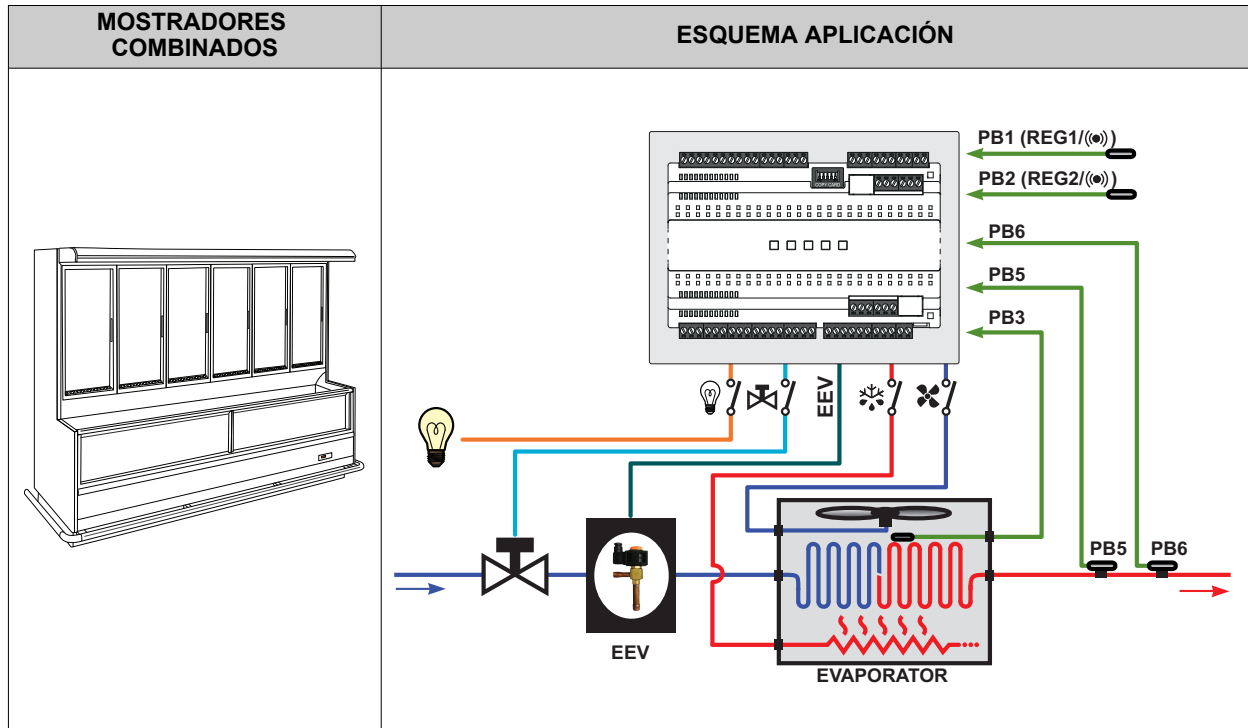 MOSTRADORES
COMBINADOS
ESQUEMA APLICACIÓN
PB1 (REG1/((•)))
PB2 (REG2/((•)))
COPY CARD
PB6
PB5
PB3
EEV
PB5
PB6
EEV
EVAPORATOR